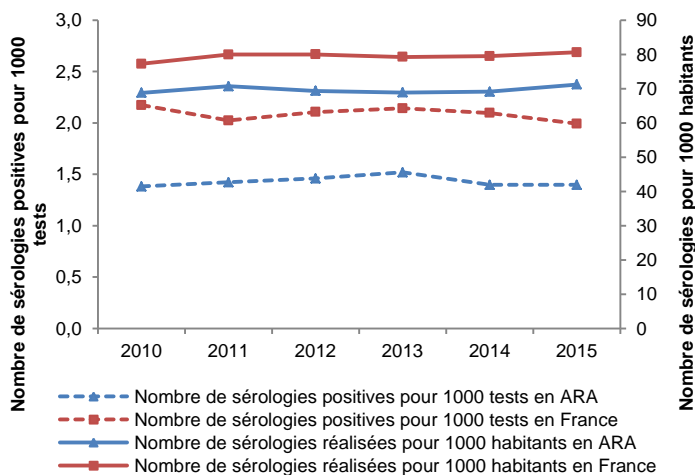 Nombre de sérologies positives pour 1000
tests
3,0
2,5
2,0
1,5
1,0
0,5
0,0
90
80
70
60
50
40
30
20
10
0
Nombre de sérologies pour 1000 habitants
2010 2011 2012 2013 2014 2015
Nombre de sérologies positives pour 1000 tests en ARA
Nombre de sérologies positives pour 1000 tests en France
Nombre de sérologies réalisées pour 1000 habitants en ARA
Nombre de sérologies réalisées pour 1000 habitants en France